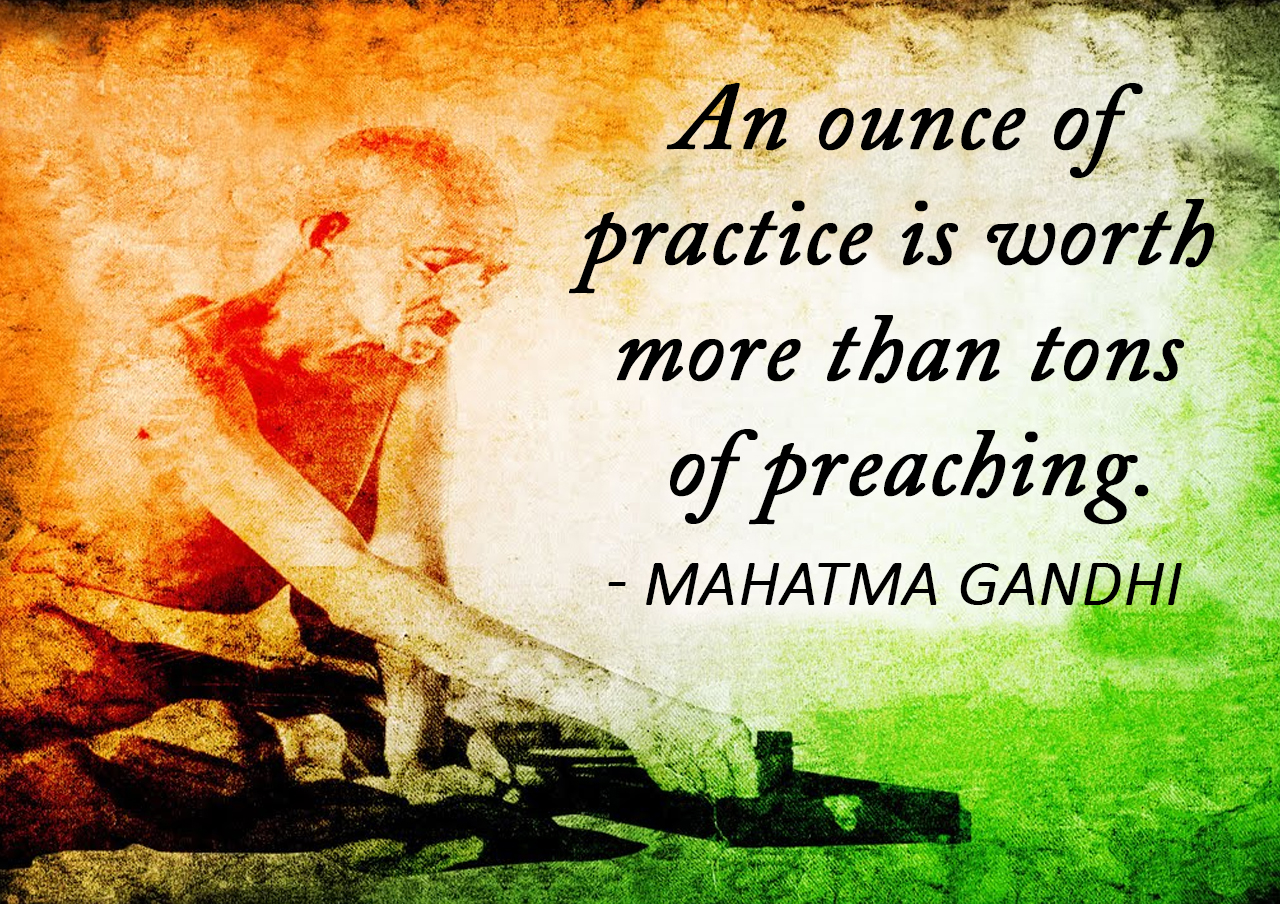 An ounce of
practice is worth
more than tons
of preaching.
- MAHATMA GANDHI